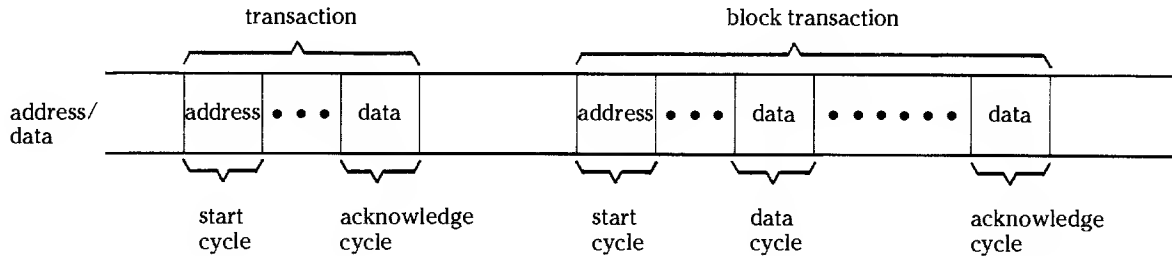 transaction
block transaction
address/
data
address • • • data
address • • • data • • • • • • data
start
cycle
acknowledge
cycle
start
cycle
data
cycle
acknowledge
cycle